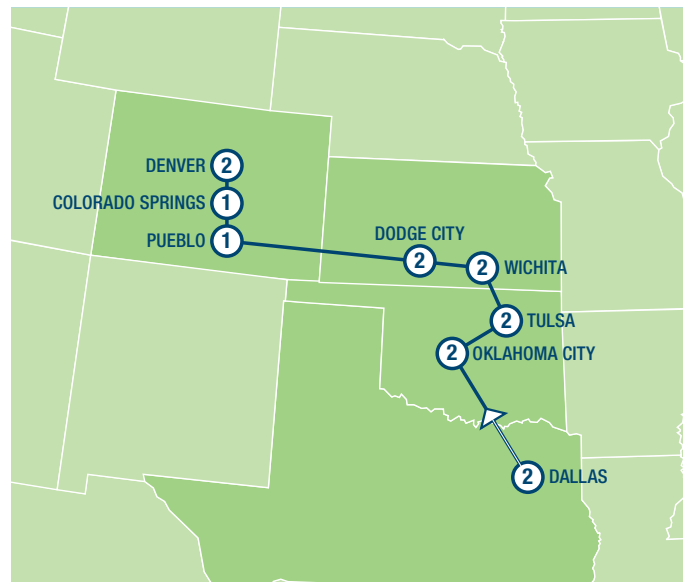 DENVER 2
COLORADO SPRINGS 1
PUEBLO 1
DODGE CITY
2
2 WICHITA
2 TULSA
2 OKLAHOMA CITY
2 DALLAS